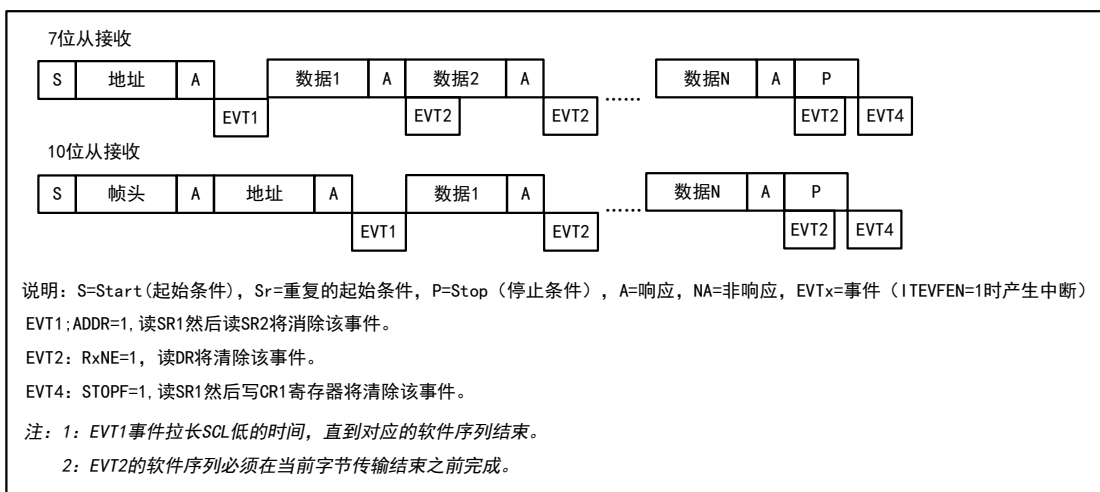 7位从接收
S 地址 A 数据1 A 数据2 A 数据N A P
EVT1 EVT2 EVT2 …… EVT2 EVT4
10位从接收
S 帧头 A 地址 A 数据1 A 数据N A P
EVT1 EVT2 …… EVT2 EVT4
说明: S=Start(起始条件), Sr=重复的起始条件, P=Stop (停止条件), A=响应, NA=非响应, EVTx=事件 (ITEVFEN=1时产生中断)
EVT1;ADDR=1,读SR1然后读SR2将消除该事件。
EVT2: RxNE=1, 读DR将清除该事件。
EVT4: STOPF=1,读SR1然后写CR1寄存器将清除该事件。
注: 1: EVT1事件拉长SCL低的时间, 直到对应的软件序列结束。
2: EVT2的软件序列必须在当前字节传输结束之前完成。